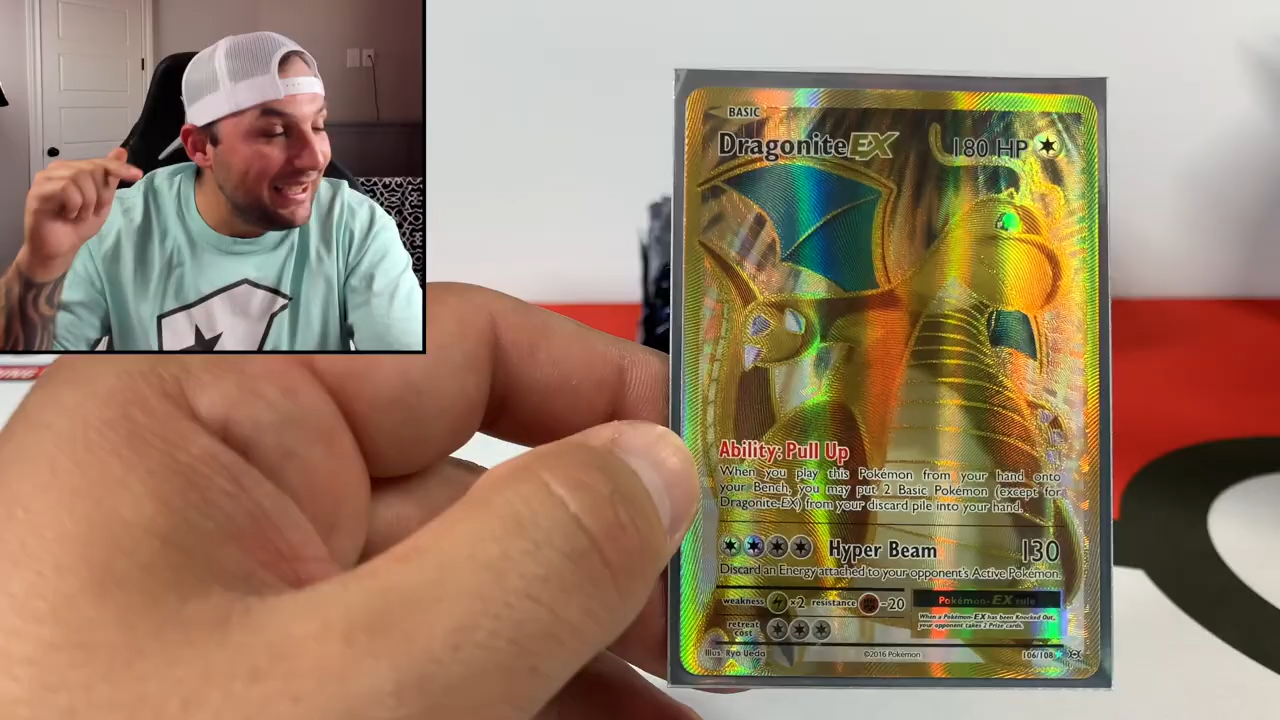 BASIC
Dragonite EX 180 HP
Ability: Pull Up
When you play this Pokémon from your hand onto
your Bench, you may put 2 Basic Pokémon (except for
Dragonite-EX) from your discard pile into your hand.
Hyper Beam 130
Discard an Energy attached to your opponent's Active Pokémon.
weakness ×2 resistance -20 Pokémon-EX rule
When a Pokémon-EX has been Knocked Out,
your opponent takes 2 Prize cards.
retreat
cost
Illus. Ryo Ueda ©2016 Pokémon 106/108